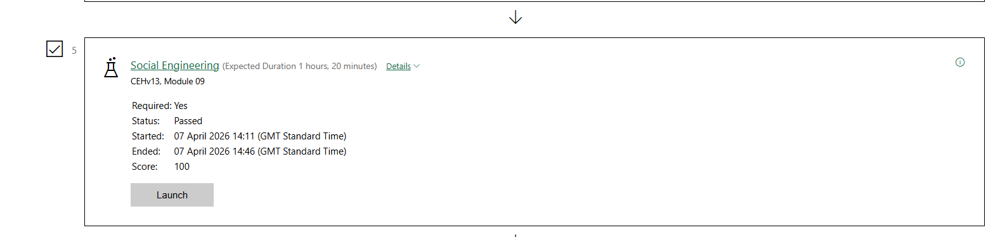 5
Social Engineering (Expected Duration 1 hours, 20 minutes) Details
CEHv13, Module 09
Required: Yes
Status: Passed
Started: 07 April 2026 14:11 (GMT Standard Time)
Ended: 07 April 2026 14:46 (GMT Standard Time)
Score: 100
Launch